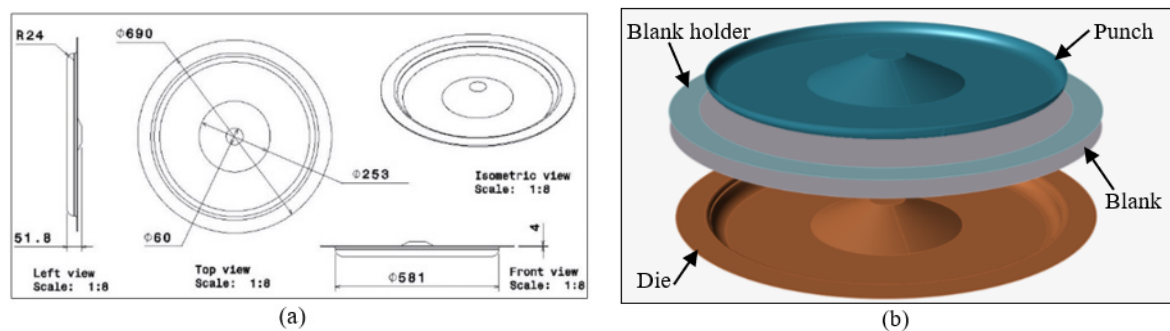 R24
Φ690
Φ253
Isometric view
Scale: 1:8
51.8
Φ60
4
Left view
Scale: 1:8
Top view
Scale: 1:8
Φ581
Front view
Scale: 1:8
(a)
Blank holder
Punch
Blank
Die
(b)